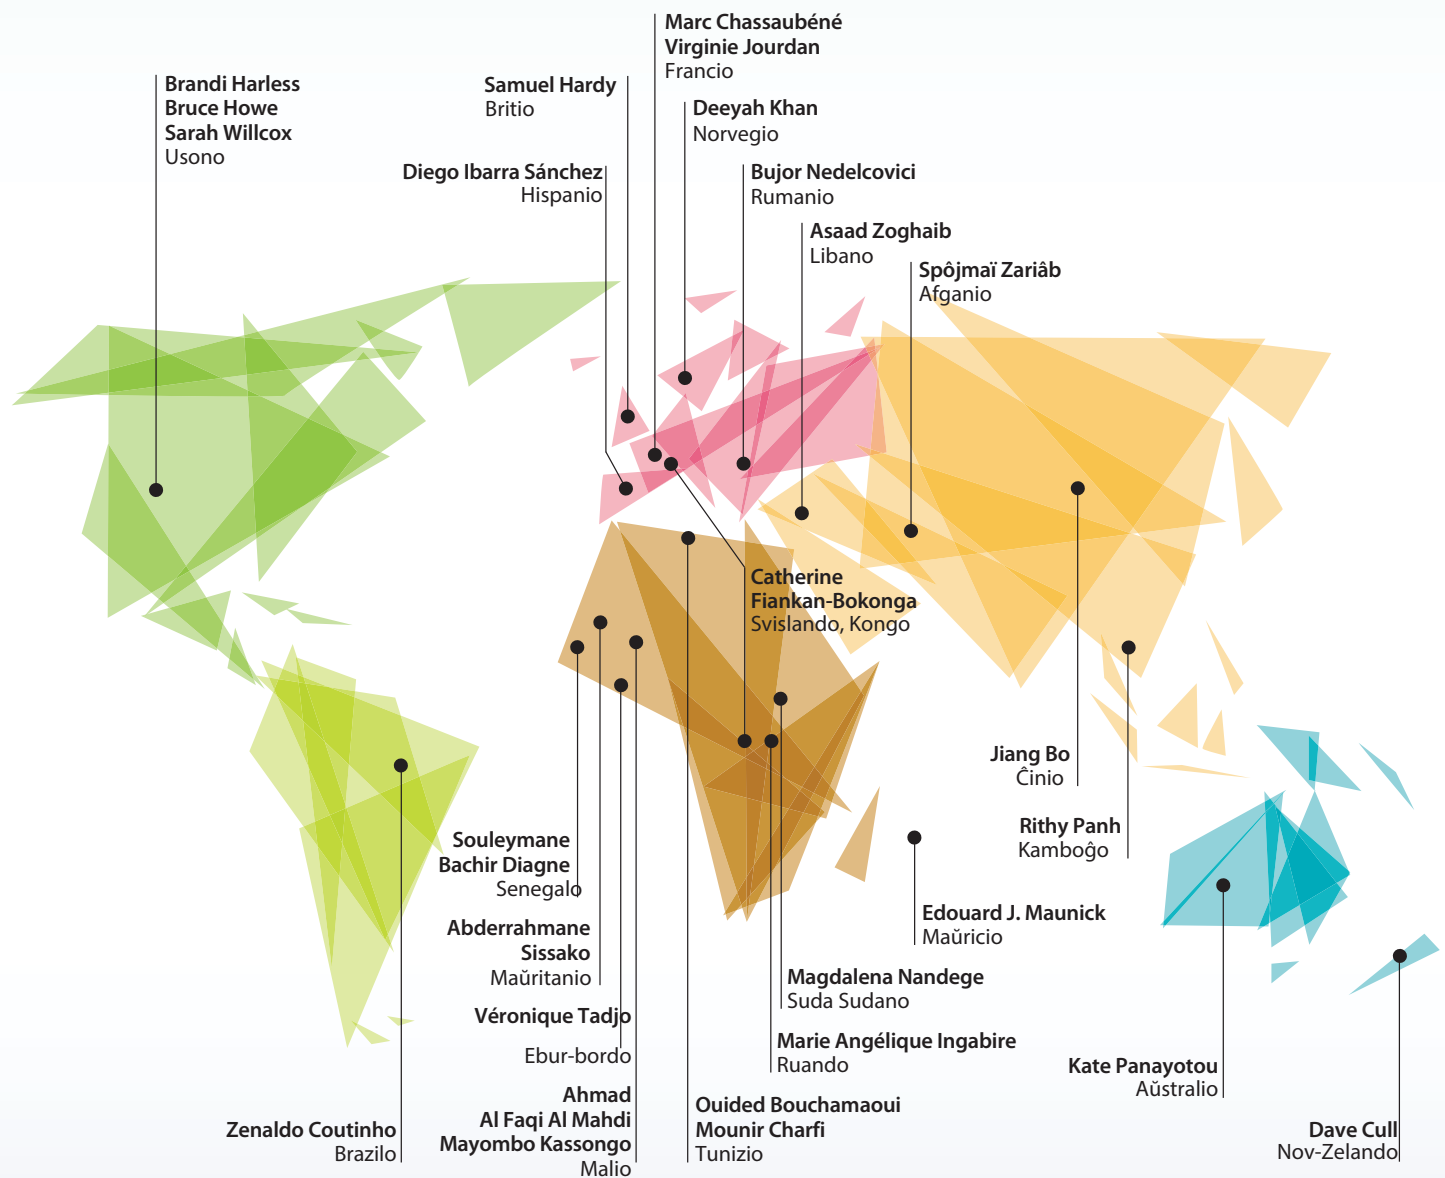 Marc Chassaubéné
Virginie Jourdan
Francio
Brandi Harless
Bruce Howe
Sarah Willcox
Usono
Samuel Hardy
Britio
Deeyah Khan
Norvegio
Diego Ibarra Sánchez
Hispanio
Bujor Nedelcovici
Rumanio
Asaad Zoghaib
Libano
Spôjmaï Zariâb
Afganio
Catherine
Fiankan-Bokonga
Svislando, Kongo
Jiang Bo
Ĉinio
Rithy Panh
Kamboĝo
Souleymane
Bachir Diagne
Senegalo
Abderrahmane
Sissako
Maŭritanio
Edouard J. Maunick
Maŭricio
Magdalena Nandege
Suda Sudano
Véronique Tadjo
Ebur-bordo
Marie Angélique Ingabire
Ruando
Kate Panayotou
Aŭstralio
Ahmad
Al Faqi Al Mahdi
Mayombo Kassongo
Malio
Ouided Bouchamaoui
Mounir Charfi
Tunizio
Zenaldo Coutinho
Brazilo
Dave Cull
Nov-Zelando